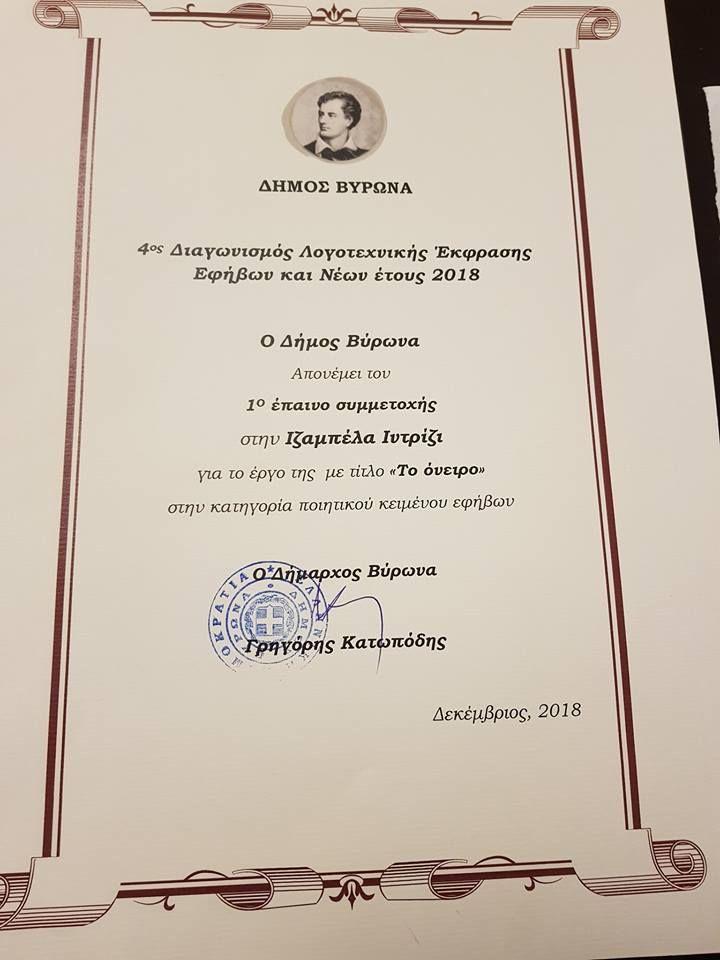 ΔΗΜΟΣ ΒΥΡΩΝΑ
4ος Διαγωνισμός Λογοτεχνικής Έκφρασης
Εφήβων και Νέων έτους 2018
Ο Δήμος Βύρωνα
Απονέμει τον
1ο έπαινο συμμετοχής
στην Ιζαμπέλα Ιντρίζι
για το έργο της με τίτλο «Το όνειρο»
στην κατηγορία ποιητικού κειμένου εφήβων
Ο Δήμαρχος Βύρωνα
Γρηγόρης Κατωπόδης
Δεκέμβριος, 2018